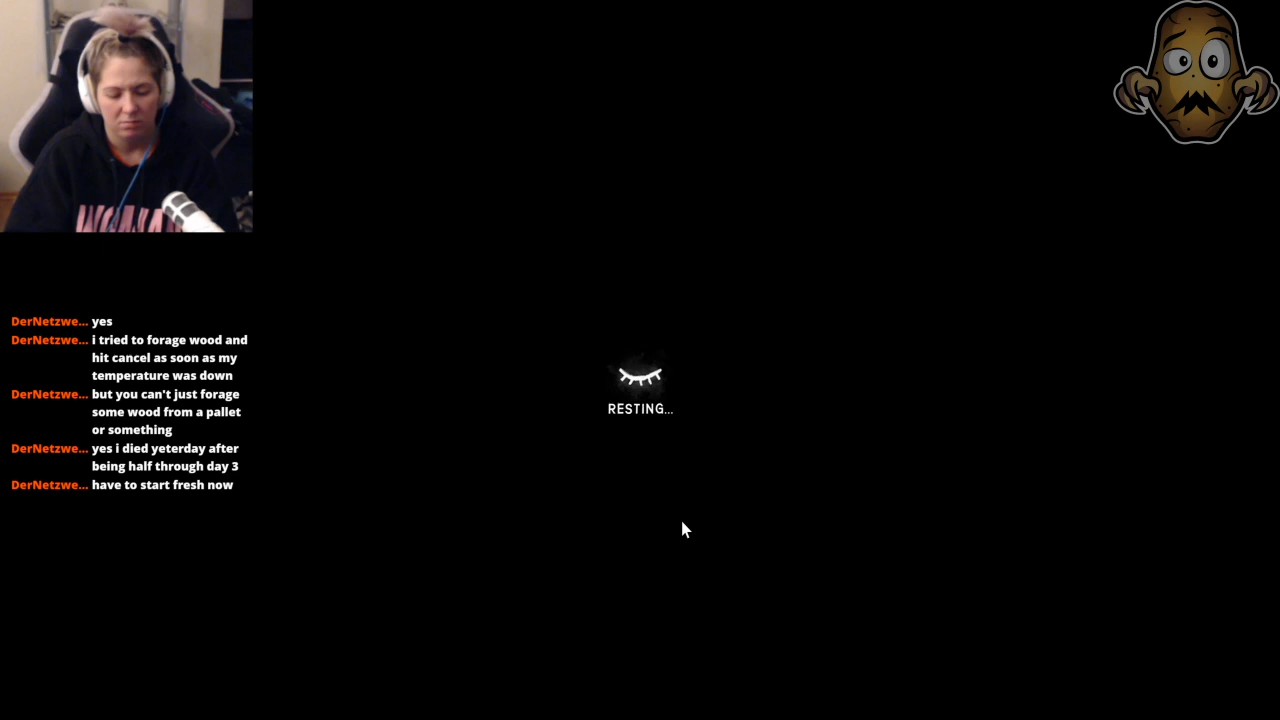 DerNetzwe... yes
DerNetzwe... i tried to forage wood and
hit cancel as soon as my
temperature was down
DerNetzwe... but you can't just forage
some wood from a pallet
or something
DerNetzwe... yes i died yeterday after
being half through day 3
DerNetzwe... have to start fresh now
RESTING...